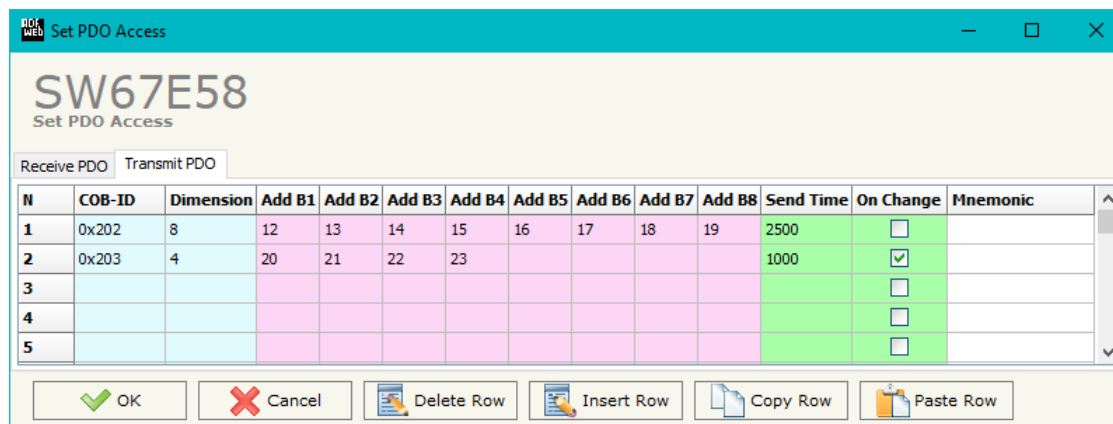 ADF WEB Set PDO Access
SW67E58
Set PDO Access
Receive PDO Transmit PDO
N COB-ID Dimension Add B1 Add B2 Add B3 Add B4 Add B5 Add B6 Add B7 Add B8 Send Time On Change Mnemonic
1 0x202 8 12 13 14 15 16 17 18 19 2500
2 0x203 4 20 21 22 23 1000
3
4
5
OK Cancel Delete Row Insert Row Copy Row Paste Row